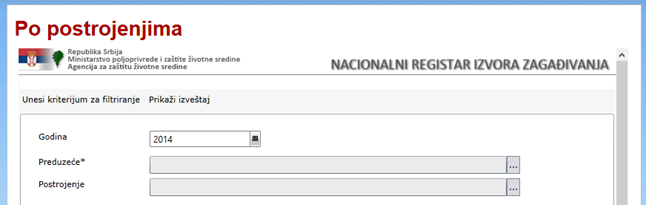 Po postrojenjima
Republika Srbija
Ministarstvo poljoprivrede i zaštite životne sredine
Agencija za zaštitu životne sredine
NACIONALNI REGISTAR IZVORA ZAGAĐIVANJA
Unesi kriterijum za filtriranje Prikaži izveštaj
Godina 2014
Preduzeće* ...
Postrojenje ...